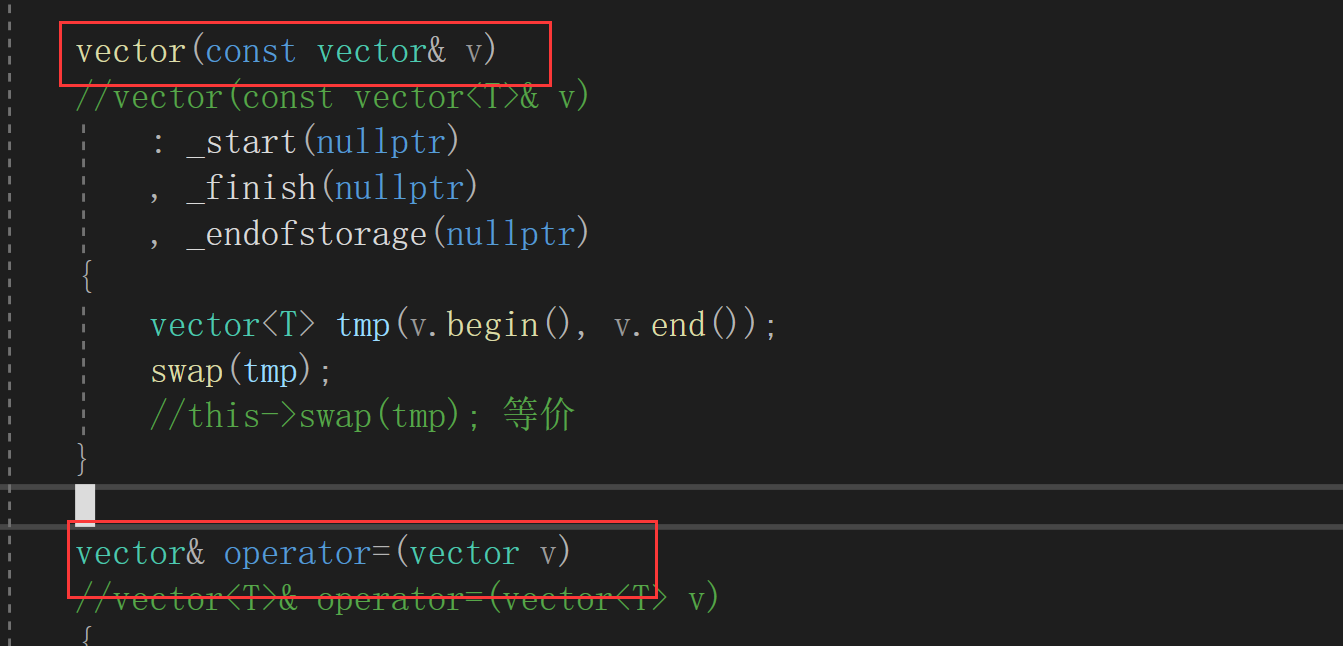 vector(const vector& v)
//vector(const vector<T>& v)
: _start(nullptr)
, _finish(nullptr)
, _endofstorage(nullptr)
{
vector<T> tmp(v.begin(), v.end());
swap(tmp);
//this->swap(tmp); 等价
}
vector& operator=(vector v)
//vector<T>& operator=(vector<T> v)
{